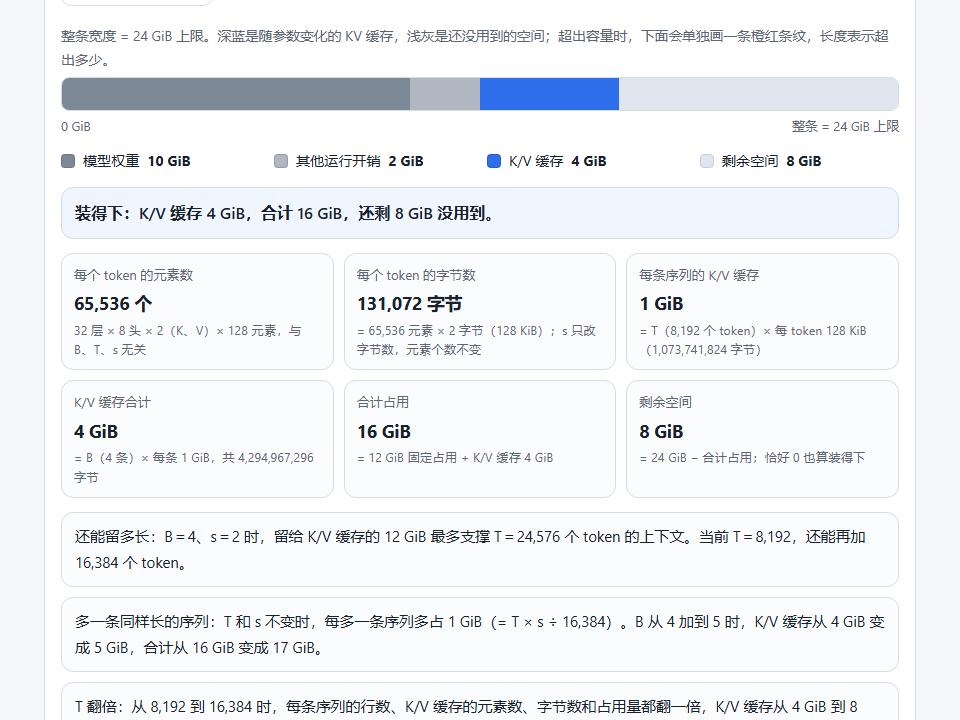 整条宽度 = 24 GiB 上限。深蓝是随参数变化的 KV 缓存，浅灰是还没用到的空间；超出容量时，下面会单独画一条橙红条纹，长度表示超
出多少。
0 GiB
整条 = 24 GiB 上限
模型权重 10 GiB
其他运行开销 2 GiB
K/V 缓存 4 GiB
剩余空间 8 GiB
装得下：K/V 缓存 4 GiB，合计 16 GiB，还剩 8 GiB 没用到。
每个 token 的元素数
65,536 个
32 层 × 8 头 × 2（K、V）× 128 元素，与
B、T、s 无关
每个 token 的字节数
131,072 字节
= 65,536 元素 × 2 字节（128 KiB）；s 只改
字节数，元素个数不变
每条序列的 K/V 缓存
1 GiB
= T（8,192 个 token）× 每 token 128 KiB
（1,073,741,824 字节）
K/V 缓存合计
4 GiB
= B（4 条）× 每条 1 GiB，共 4,294,967,296
字节
合计占用
16 GiB
= 12 GiB 固定占用 + K/V 缓存 4 GiB
剩余空间
8 GiB
= 24 GiB − 合计占用；恰好 0 也算装得下
还能留多长：B = 4、s = 2 时，留给 K/V 缓存的 12 GiB 最多支撑 T = 24,576 个 token 的上下文。当前 T = 8,192，还能再加
16,384 个 token。
多一条同样长的序列：T 和 s 不变时，每多一条序列多占 1 GiB（= T × s ÷ 16,384）。B 从 4 加到 5 时，K/V 缓存从 4 GiB 变
成 5 GiB，合计从 16 GiB 变成 17 GiB。
T 翻倍：从 8,192 到 16,384 时，每条序列的行数、K/V 缓存的元素数、字节数和占用量都翻一倍，K/V 缓存从 4 GiB 到 8